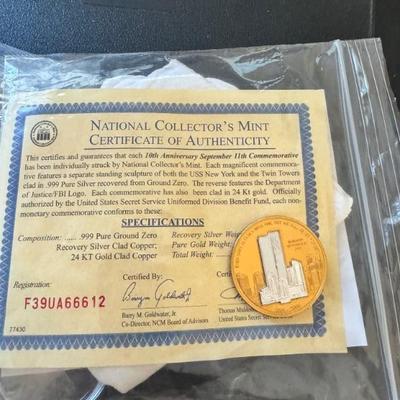 NATIONAL COLLECTOR'S MINT
CERTIFICATE OF AUTHENTICITY
This certifies and guarantees that each 10th Anniversary September 11th Commemorative
has been individually struck by National Collector's Mint. Each magnificent commemora-
tive features a separate standing sculpture of both the USS New York and the Twin Towers
clad in .999 Pure Silver recovered from Ground Zero. The reverse features the Department
of Justice/FBI Logo. Each commemorative has also been clad in 24 Kt gold. Officially
authorized by the United States Secret Service Uniformed Division Benefit Fund, each non-
monetary commemorative conforms to these:
SPECIFICATIONS
Composition: ...... .999 Pure Ground Zero
Recovery Silver Clad Copper;
24 KT Gold Clad Copper
Recovery Silver
Pure Gold Weight:
Total Weight:
Registration:
F39UA66612
Certified By:
Barry M. Goldwater, Jr.
Co-Director, NCM Board of Advisors
Certified By:
Thomas
United States Secret
77430